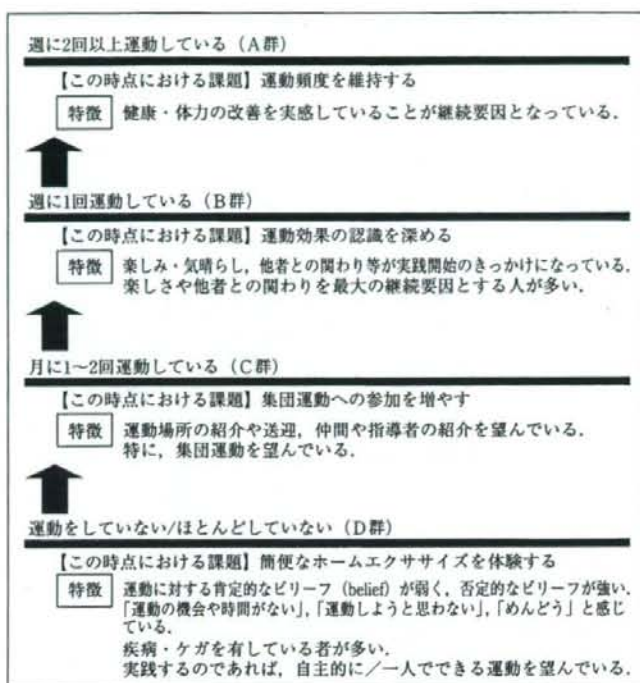 週に2回以上運動している（A群）
【この時点における課題】運動頻度を維持する
特徴 健康・体力の改善を実感していることが継続要因となっている．
週に1回運動している（B群）
【この時点における課題】運動効果の認識を深める
特徴 楽しみ・気晴らし，他者との関わり等が実践開始のきっかけになっている．
楽しさや他者との関わりを最大の継続要因とする人が多い．
月に1～2回運動している（C群）
【この時点における課題】集団運動への参加を増やす
特徴 運動場所の紹介や送迎，仲間や指導者の紹介を望んでいる．
特に，集団運動を望んでいる．
運動をしていない/ほとんどしていない（D群）
【この時点における課題】簡便なホームエクササイズを体験する
特徴 運動に対する肯定的なビリーフ（belief）が弱く，否定的なビリーフが強い．
「運動の機会や時間がない」，「運動しようと思わない」，「めんどう」と感じ
ている．
疾病・ケガを有している者が多い．
実践するのであれば，自主的に／一人でできる運動を望んでいる．